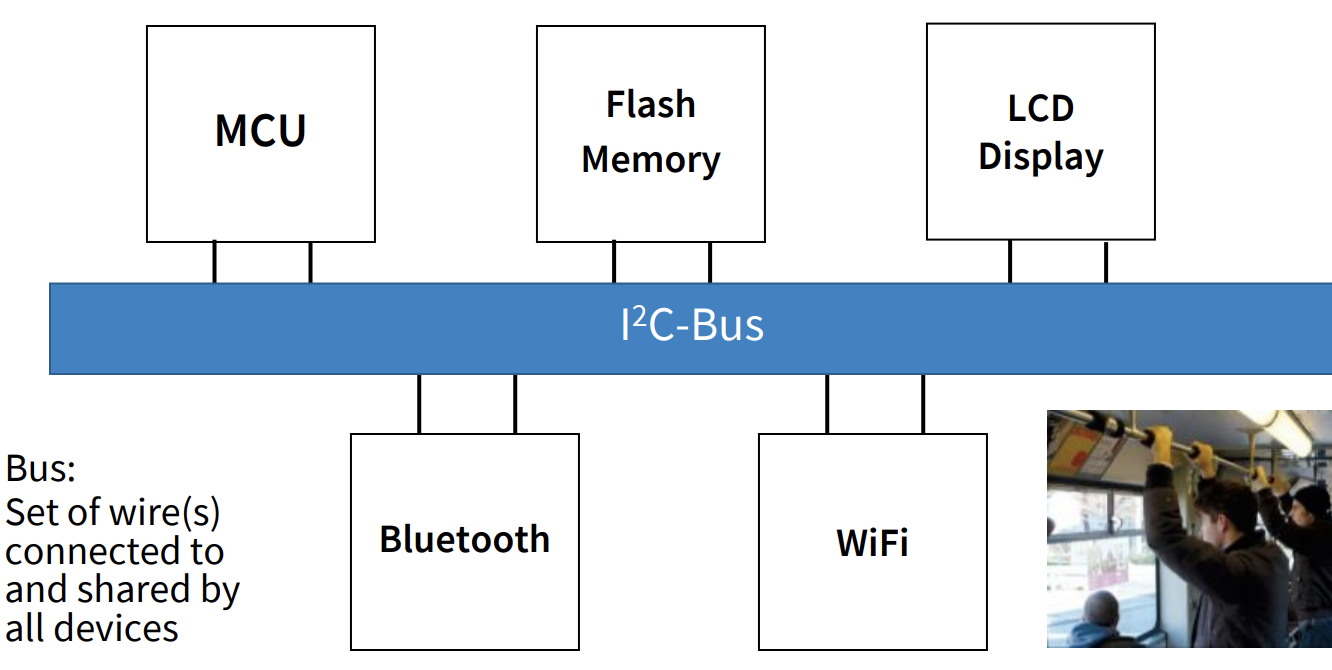 MCU
Flash
Memory
LCD
Display
I²C-Bus
Bus:
Set of wire(s)
connected to
and shared by
all devices
Bluetooth
WiFi